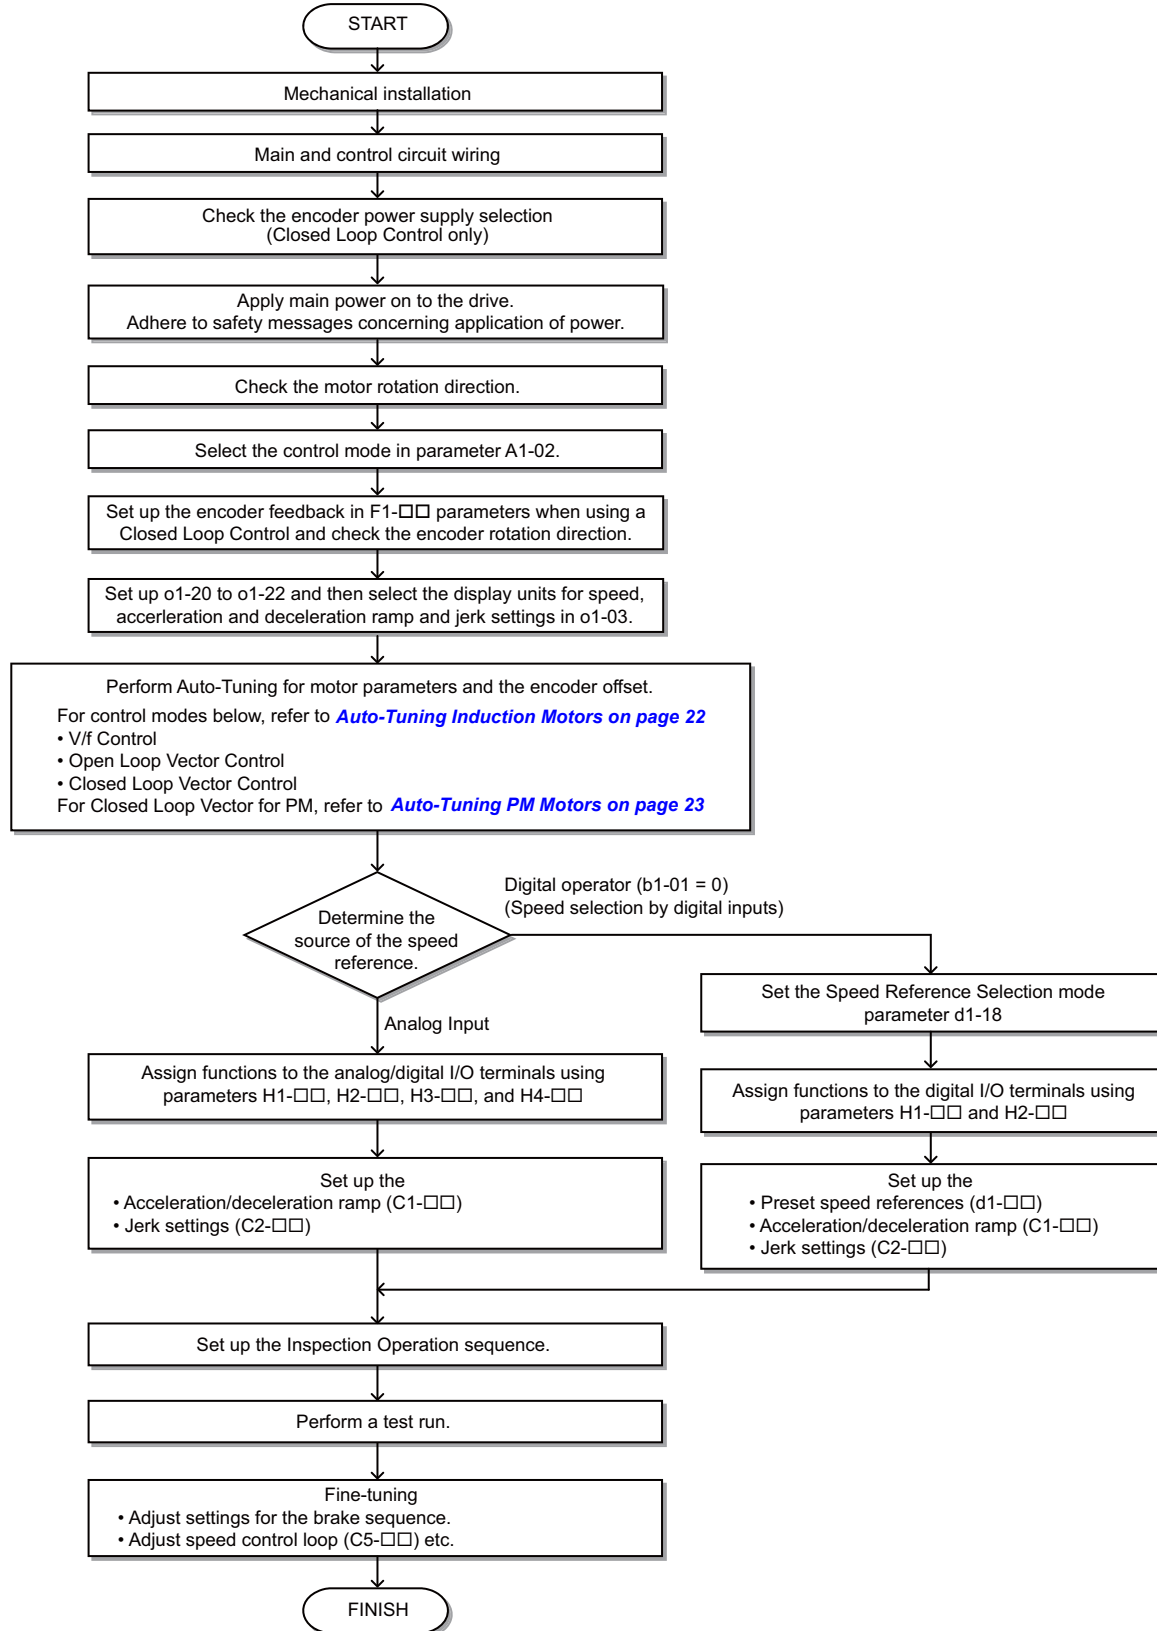 START
Mechanical installation
Main and control circuit wiring
Check the encoder power supply selection
(Closed Loop Control only)
Apply main power on to the drive.
Adhere to safety messages concerning application of power.
Check the motor rotation direction.
Select the control mode in parameter A1-02.
Set up the encoder feedback in F1-□□ parameters when using a
Closed Loop Control and check the encoder rotation direction.
Set up o1-20 to o1-22 and then select the display units for speed,
accerleration and deceleration ramp and jerk settings in o1-03.
Perform Auto-Tuning for motor parameters and the encoder offset.
For control modes below, refer to Auto-Tuning Induction Motors on page 22
• V/f Control
• Open Loop Vector Control
• Closed Loop Vector Control
For Closed Loop Vector for PM, refer to Auto-Tuning PM Motors on page 23
Determine the
source of the speed
reference.
Digital operator (b1-01 = 0)
(Speed selection by digital inputs)
Analog Input
Assign functions to the analog/digital I/O terminals using
parameters H1-□□, H2-□□, H3-□□, and H4-□□
Set up the
• Acceleration/deceleration ramp (C1-□□)
• Jerk settings (C2-□□)
Set the Speed Reference Selection mode
parameter d1-18
Assign functions to the digital I/O terminals using
parameters H1-□□ and H2-□□
Set up the
• Preset speed references (d1-□□)
• Acceleration/deceleration ramp (C1-□□)
• Jerk settings (C2-□□)
Set up the Inspection Operation sequence.
Perform a test run.
Fine-tuning
• Adjust settings for the brake sequence.
• Adjust speed control loop (C5-□□) etc.
FINISH